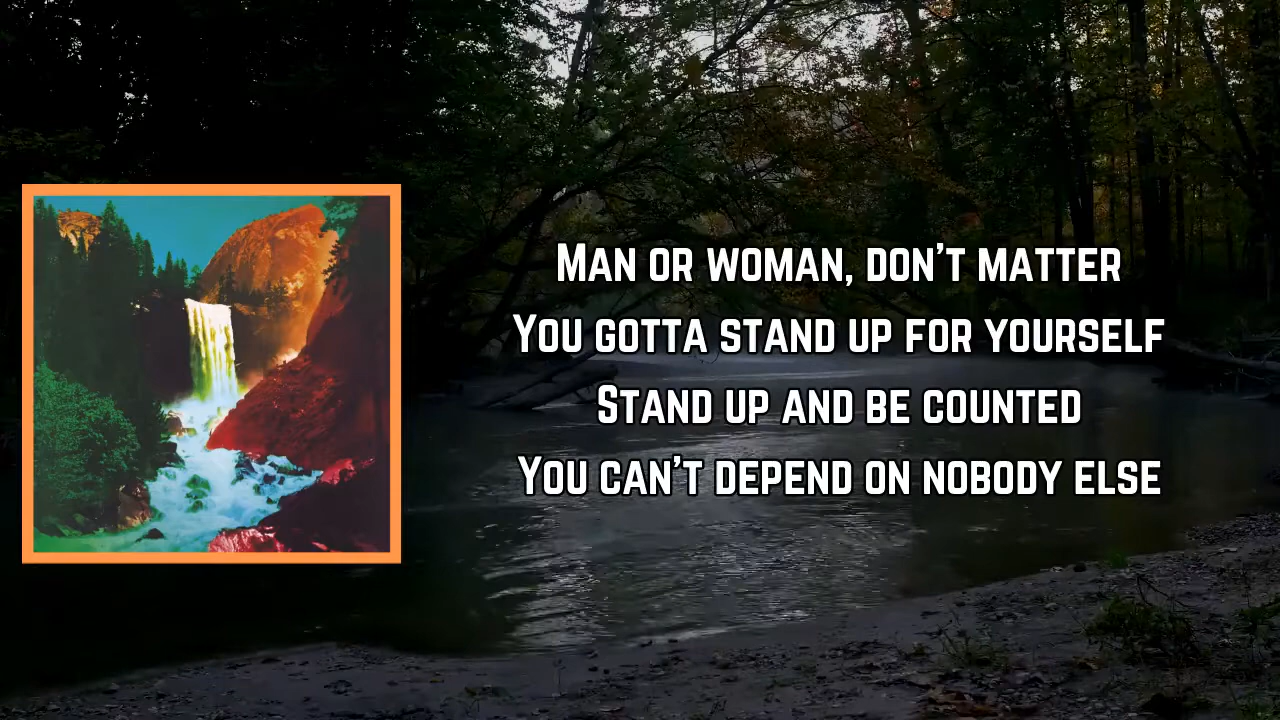 Man or woman, don't matter
You gotta stand up for yourself
Stand up and be counted
You can't depend on nobody else